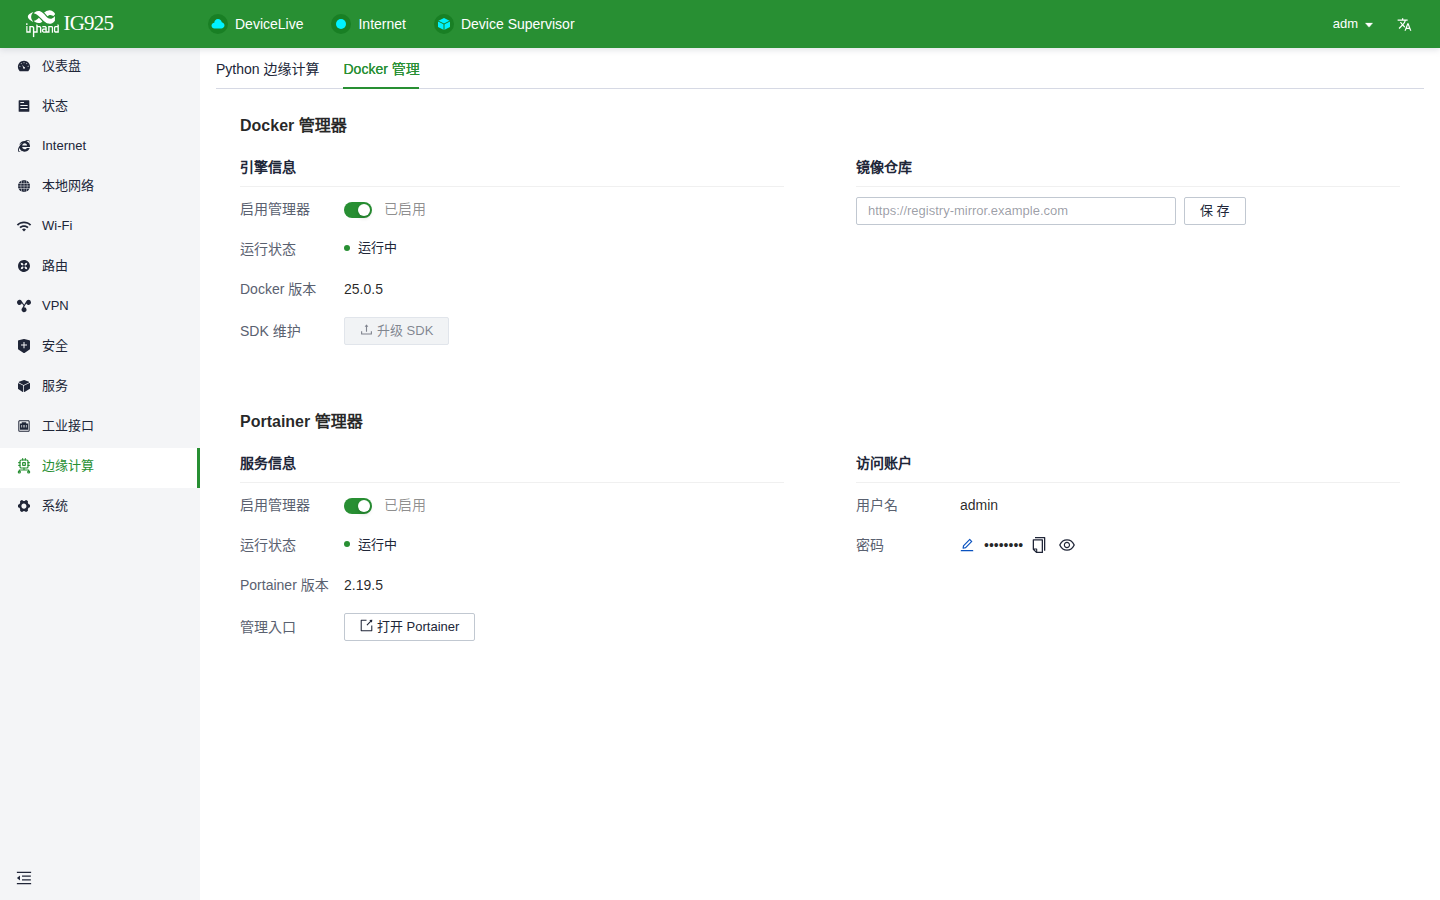 inhand IG925
DeviceLive
Internet
Device Supervisor
adm
仪表盘
状态
Internet
本地网络
Wi-Fi
路由
VPN
安全
服务
工业接口
边缘计算
系统
Python 边缘计算
Docker 管理
Docker 管理器
引擎信息
启用管理器 已启用
运行状态 运行中
Docker 版本 25.0.5
SDK 维护 升级 SDK
镜像仓库
https://registry-mirror.example.com 保 存
Portainer 管理器
服务信息
启用管理器 已启用
运行状态 运行中
Portainer 版本 2.19.5
管理入口 打开 Portainer
访问账户
用户名 admin
密码 ••••••••